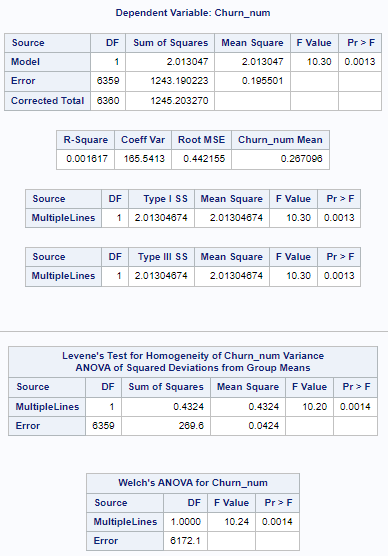 Dependent Variable: Churn_num
Source DF Sum of Squares Mean Square F Value Pr > F
Model 1 2.013047 2.013047 10.30 0.0013
Error 6359 1243.190223 0.195501
Corrected Total 6360 1245.203270
R-Square Coeff Var Root MSE Churn_num Mean
0.001617 165.5413 0.442155 0.267096
Source DF Type I SS Mean Square F Value Pr > F
MultipleLines 1 2.01304674 2.01304674 10.30 0.0013
Source DF Type III SS Mean Square F Value Pr > F
MultipleLines 1 2.01304674 2.01304674 10.30 0.0013
Levene's Test for Homogeneity of Churn_num Variance
ANOVA of Squared Deviations from Group Means
Source DF Sum of Squares Mean Square F Value Pr > F
MultipleLines 1 0.4324 0.4324 10.20 0.0014
Error 6359 269.6 0.0424
Welch's ANOVA for Churn_num
Source DF F Value Pr > F
MultipleLines 1.0000 10.24 0.0014
Error 6172.1